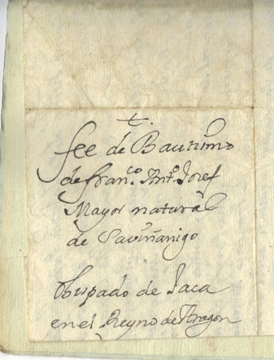 t.
fee de Bautismo
de Fran.co Ant.o Josef
Mayor natural
de Saviñanigo
Obispado de Jaca
en el Reyno de Aragon